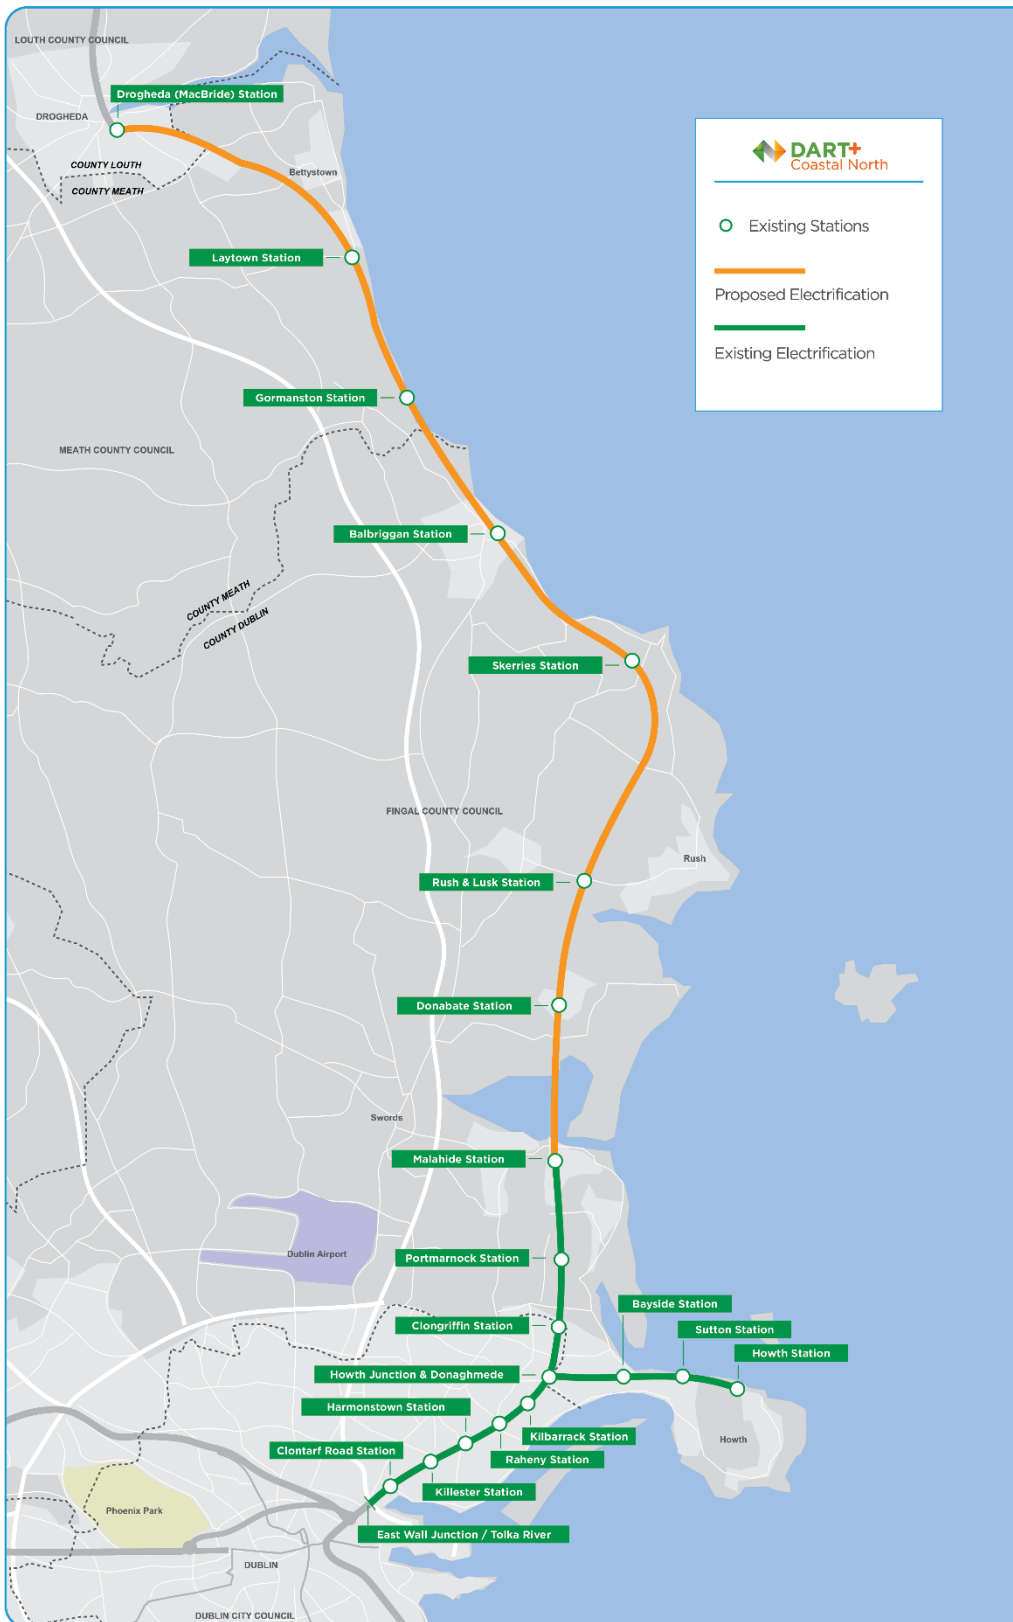 LOUTH COUNTY COUNCIL
Drogheda (MacBride) Station
DROGHEDA
COUNTY LOUTH
COUNTY MEATH
Bettystown
DART+
Coastal North
Existing Stations
Proposed Electrification
Existing Electrification
Laytown Station
Gormanston Station
MEATH COUNTY COUNCIL
Balbriggan Station
COUNTY MEATH
COUNTY DUBLIN
Skerries Station
FINGAL COUNTY COUNCIL
Rush
Rush & Lusk Station
Donabate Station
Swords
Malahide Station
Dublin Airport
Portmarnock Station
Bayside Station
Clongriffin Station
Sutton Station
Howth Station
Howth Junction & Donaghmede
Harmonstown Station
Kilbarrack Station
Howth
Clontarf Road Station
Raheny Station
Killester Station
Phoenix Park
East Wall Junction / Tolka River
DUBLIN
DUBLIN CITY COUNCIL